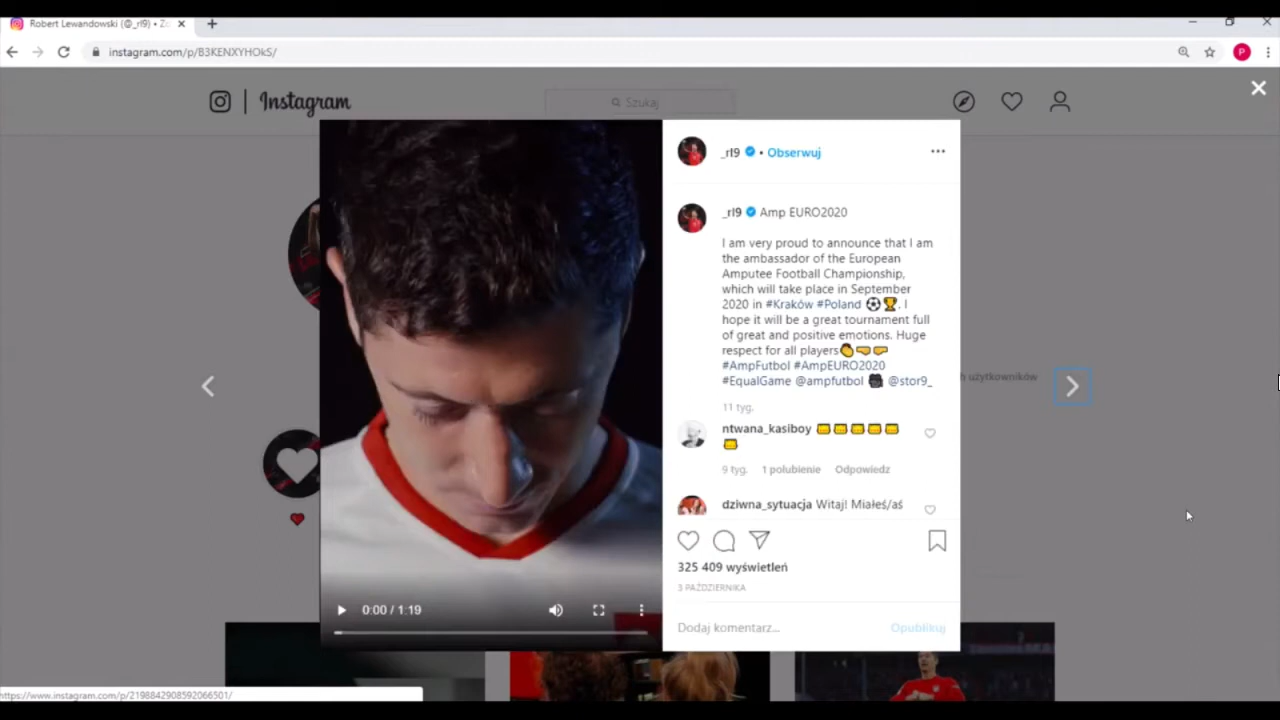 Robert Lewandowski (@_rl9) • Z
instagram.com/p/B3KENXYHOkS/
P
Instagram
Szukaj
_rl9 • Obserwuj
_rl9 Amp EURO2020
I am very proud to announce that I am
the ambassador of the European
Amputee Football Championship,
which will take place in September
2020 in #Kraków #Poland ⚽🏆. I
hope it will be a great tournament full
of great and positive emotions. Huge
respect for all players👏🤜🤛
#AmpFutbol #AmpEURO2020
#EqualGame @ampfutbol @stor9_
h użytkowników
11 tyg.
ntwana_kasiboy
9 tyg. 1 polubienie Odpowiedz
dziwna_sytuacja Witaj! Miałeś/aś
325 409 wyświetleń
3 PAŹDZIERNIKA
0:00 / 1:19
Dodaj komentarz... Opublikuj
https://www.instagram.com/p/2198842908592066501/